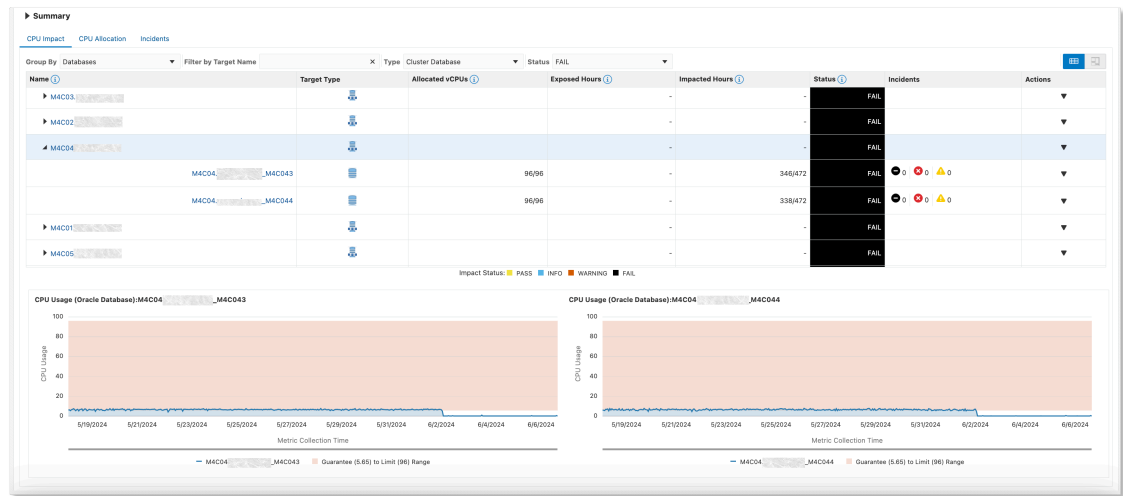 Summary
CPU Impact CPU Allocation Incidents
Group By Databases Filter by Target Name Type Cluster Database Status FAIL
Name Target Type Allocated vCPUs Exposed Hours Impacted Hours Status Incidents Actions
M4C03. - - FAIL
M4C02 - - FAIL
M4C04 - - FAIL
M4C04. _M4C043 96/96 - 346/472 FAIL 0 0 0
M4C04. _M4C044 96/96 - 338/472 FAIL 0 0 0
M4C01 - - FAIL
M4C05 - - FAIL
Impact Status: PASS INFO WARNING FAIL
CPU Usage (Oracle Database):M4C04 _M4C043
100
80
60
40
20
0
CPU Usage
5/19/2024 5/21/2024 5/23/2024 5/25/2024 5/27/2024 5/29/2024 5/31/2024 6/2/2024 6/4/2024 6/6/2024
Metric Collection Time
M4C04. _M4C043 Guarantee (5.65) to Limit (96) Range
CPU Usage (Oracle Database):M4C04 _M4C044
100
80
60
40
20
0
CPU Usage
5/19/2024 5/21/2024 5/23/2024 5/25/2024 5/27/2024 5/29/2024 5/31/2024 6/2/2024 6/4/2024 6/6/2024
Metric Collection Time
M4C04. _M4C044 Guarantee (5.65) to Limit (96) Range